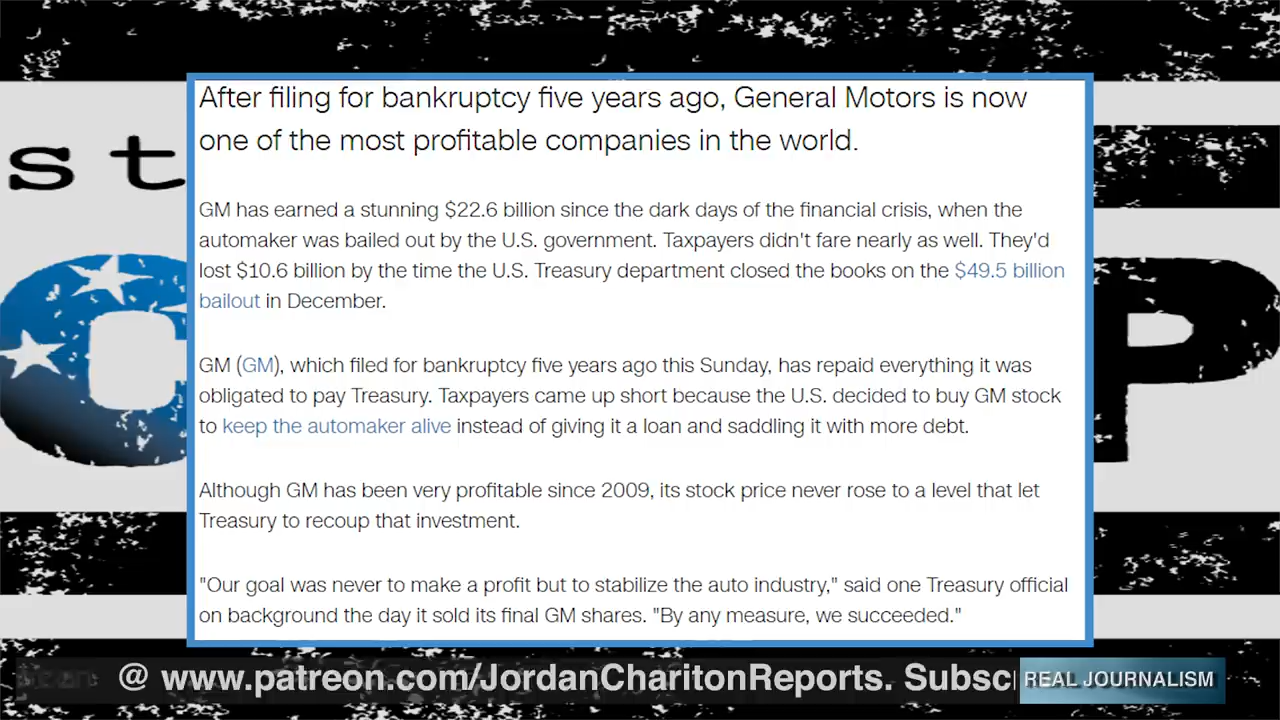 After filing for bankruptcy five years ago, General Motors is now
one of the most profitable companies in the world.
GM has earned a stunning $22.6 billion since the dark days of the financial crisis, when the
automaker was bailed out by the U.S. government. Taxpayers didn't fare nearly as well. They'd
lost $10.6 billion by the time the U.S. Treasury department closed the books on the $49.5 billion
bailout in December.
GM (GM), which filed for bankruptcy five years ago this Sunday, has repaid everything it was
obligated to pay Treasury. Taxpayers came up short because the U.S. decided to buy GM stock
to keep the automaker alive instead of giving it a loan and saddling it with more debt.
Although GM has been very profitable since 2009, its stock price never rose to a level that let
Treasury to recoup that investment.
"Our goal was never to make a profit but to stabilize the auto industry," said one Treasury official
on background the day it sold its final GM shares. "By any measure, we succeeded."
st
P
@ www.patreon.com/JordanCharitonReports. Subsc
REAL JOURNALISM